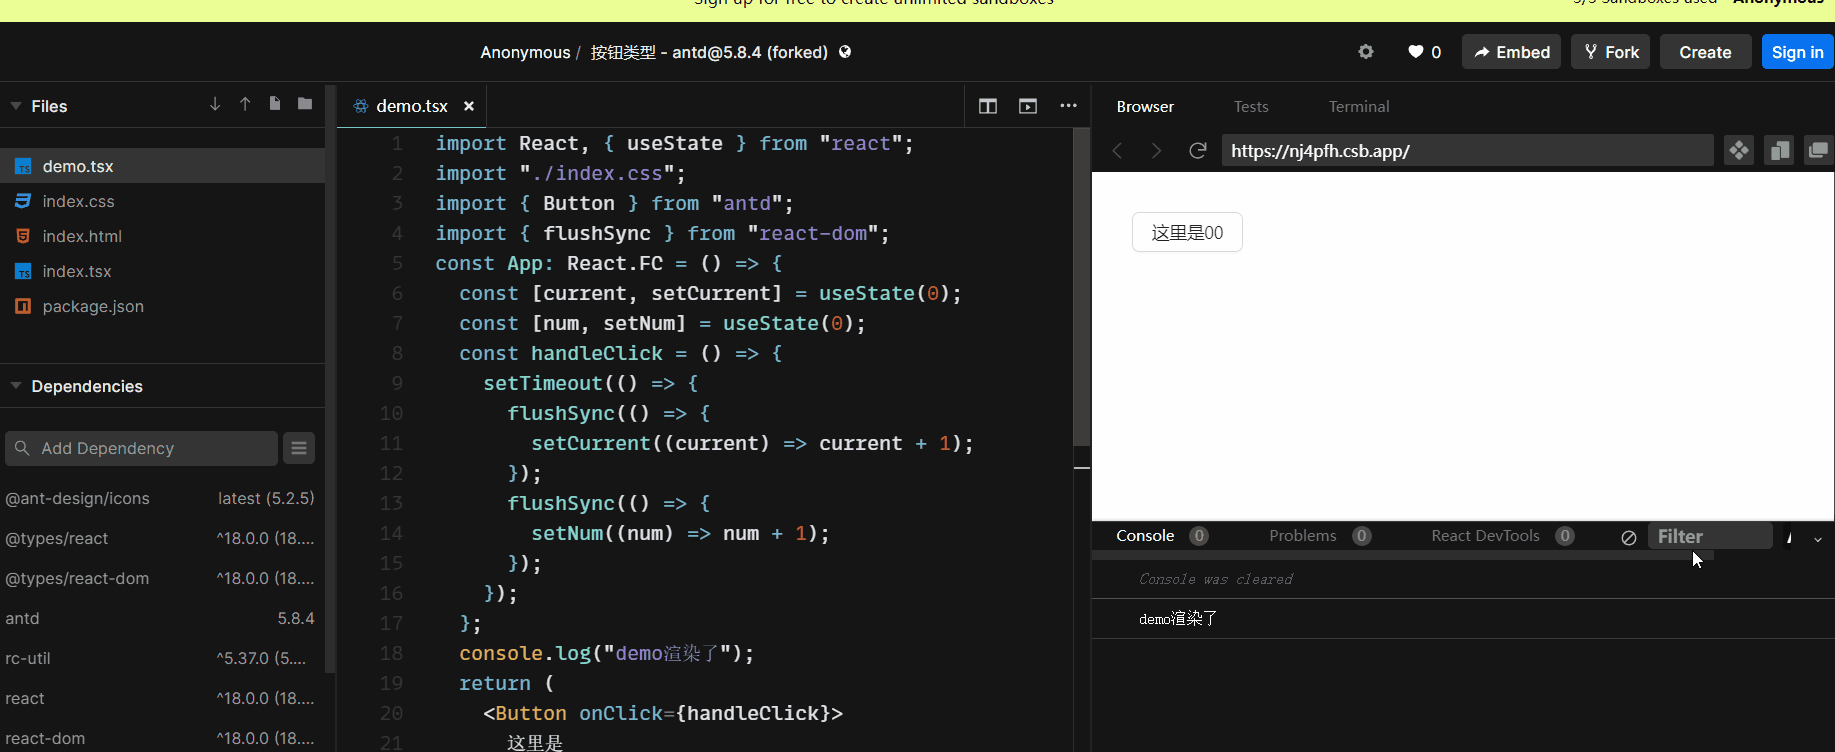 Sign up for free to create unlimited sandboxes
Anonymous
Anonymous / 按钮类型 - antd@5.8.4 (forked)
0
Embed
Fork
Create
Sign in
Files
demo.tsx
index.css
index.html
index.tsx
package.json
Dependencies
Add Dependency
@ant-design/icons latest (5.2.5)
@types/react ^18.0.0 (18....
@types/react-dom ^18.0.0 (18....
antd 5.8.4
rc-util ^5.37.0 (5....
react ^18.0.0 (18....
react-dom ^18.0.0 (18....
demo.tsx
1 import React, { useState } from "react";
2 import "./index.css";
3 import { Button } from "antd";
4 import { flushSync } from "react-dom";
5 const App: React.FC = () => {
6 const [current, setCurrent] = useState(0);
7 const [num, setNum] = useState(0);
8 const handleClick = () => {
9 setTimeout(() => {
10 flushSync(() => {
11 setCurrent((current) => current + 1);
12 });
13 flushSync(() => {
14 setNum((num) => num + 1);
15 });
16 });
17 };
18 console.log("demo渲染了");
19 return (
20 <Button onClick={handleClick}>
21 这里是
Browser Tests Terminal
https://nj4pfh.csb.app/
这里是00
Console 0 Problems 0 React DevTools 0 Filter
Console was cleared
demo渲染了